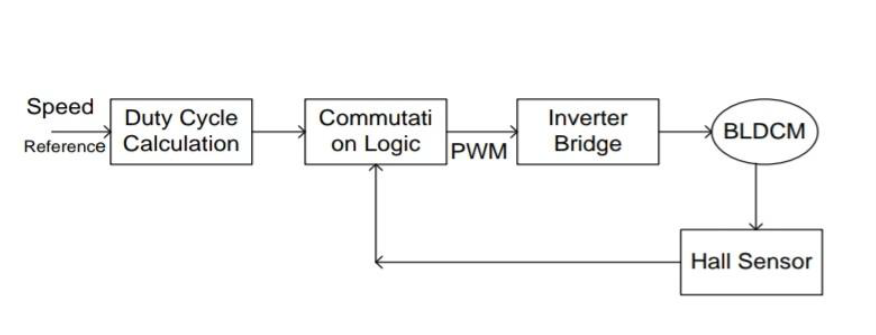 Speed
Reference
Duty Cycle
Calculation
Commutati
on Logic
PWM
Inverter
Bridge
BLDCM
Hall Sensor